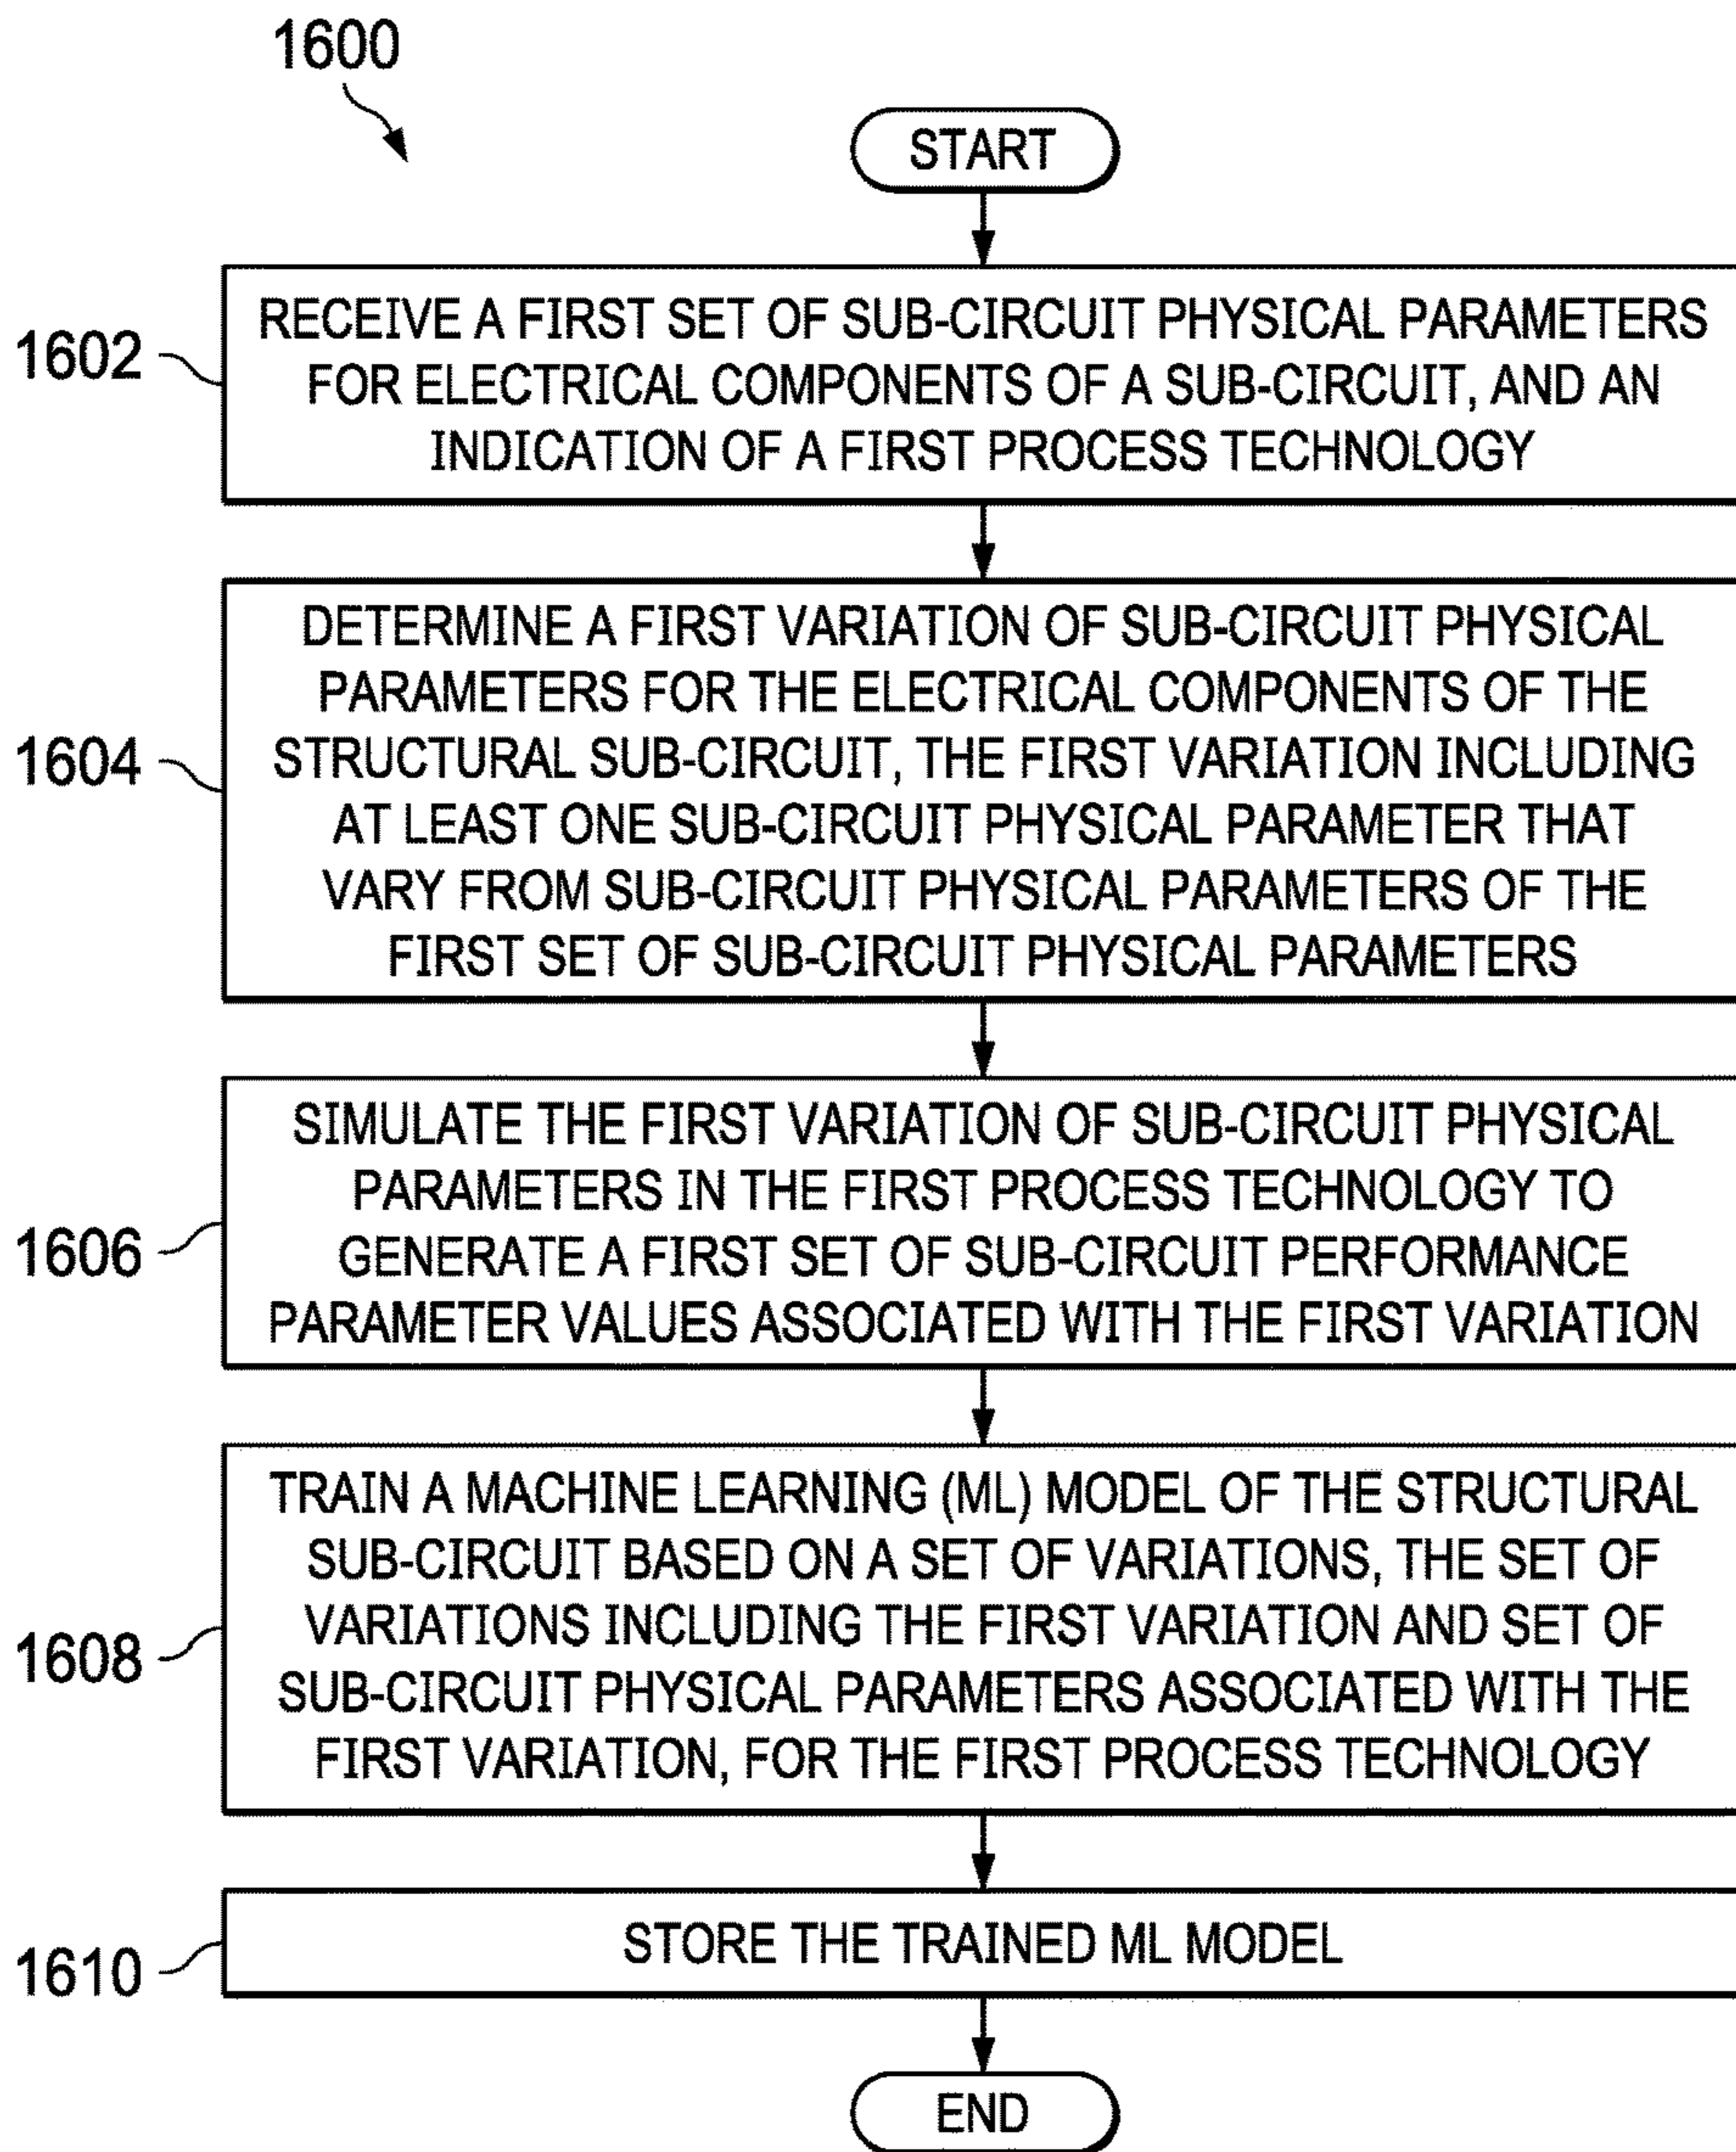 1600
START
1602
RECEIVE A FIRST SET OF SUB-CIRCUIT PHYSICAL PARAMETERS
FOR ELECTRICAL COMPONENTS OF A SUB-CIRCUIT, AND AN
INDICATION OF A FIRST PROCESS TECHNOLOGY
1604
DETERMINE A FIRST VARIATION OF SUB-CIRCUIT PHYSICAL
PARAMETERS FOR THE ELECTRICAL COMPONENTS OF THE
STRUCTURAL SUB-CIRCUIT, THE FIRST VARIATION INCLUDING
AT LEAST ONE SUB-CIRCUIT PHYSICAL PARAMETER THAT
VARY FROM SUB-CIRCUIT PHYSICAL PARAMETERS OF THE
FIRST SET OF SUB-CIRCUIT PHYSICAL PARAMETERS
1606
SIMULATE THE FIRST VARIATION OF SUB-CIRCUIT PHYSICAL
PARAMETERS IN THE FIRST PROCESS TECHNOLOGY TO
GENERATE A FIRST SET OF SUB-CIRCUIT PERFORMANCE
PARAMETER VALUES ASSOCIATED WITH THE FIRST VARIATION
1608
TRAIN A MACHINE LEARNING (ML) MODEL OF THE STRUCTURAL
SUB-CIRCUIT BASED ON A SET OF VARIATIONS, THE SET OF
VARIATIONS INCLUDING THE FIRST VARIATION AND SET OF
SUB-CIRCUIT PHYSICAL PARAMETERS ASSOCIATED WITH THE
FIRST VARIATION, FOR THE FIRST PROCESS TECHNOLOGY
1610
STORE THE TRAINED ML MODEL
END